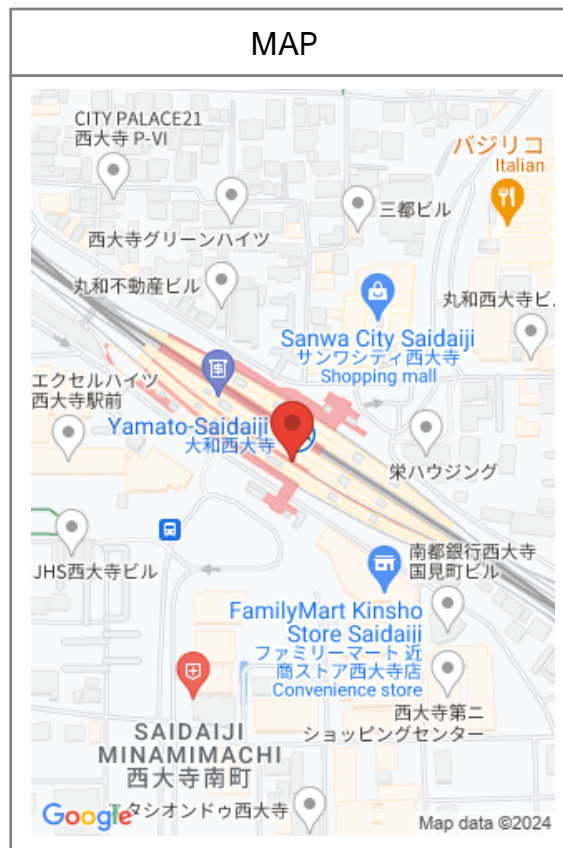 MAP
CITY PALACE21
西大寺 P-VI
バジリコ
Italian
三都ビル
西大寺グリーンハイツ
丸和不動産ビル
丸和西大寺ビ
Sanwa City Saidaiji
サンワシティ西大寺
Shopping mall
エクセルハイツ
西大寺駅前
Yamato-Saidaiji
大和西大寺
栄ハウジング
南都銀行西大寺
国見町ビル
JHS西大寺ビル
FamilyMart Kinsho
Store Saidaiji
ファミリーマート 近
商ストア西大寺店
Convenience store
西大寺第二
ショッピングセンター
SAIDAIJI
MINAMIMACHI
西大寺南町
タシオンドゥ西大寺
Google
Map data ©2024